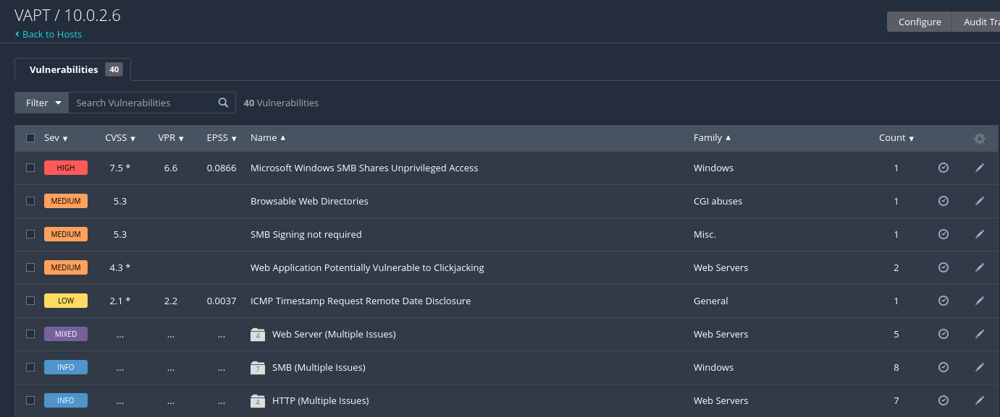 VAPT / 10.0.2.6
Back to Hosts
Configure Audit Tra
Vulnerabilities 40
Filter Search Vulnerabilities 40 Vulnerabilities
Sev CVSS VPR EPSS Name Family Count
HIGH 7.5 * 6.6 0.0866 Microsoft Windows SMB Shares Unprivileged Access Windows 1
MEDIUM 5.3 Browsable Web Directories CGI abuses 1
MEDIUM 5.3 SMB Signing not required Misc. 1
MEDIUM 4.3 * Web Application Potentially Vulnerable to Clickjacking Web Servers 2
LOW 2.1 * 2.2 0.0037 ICMP Timestamp Request Remote Date Disclosure General 1
MIXED ... ... ... 4 Web Server (Multiple Issues) Web Servers 5
INFO ... ... ... 7 SMB (Multiple Issues) Windows 8
INFO ... ... ... 4 HTTP (Multiple Issues) Web Servers 7